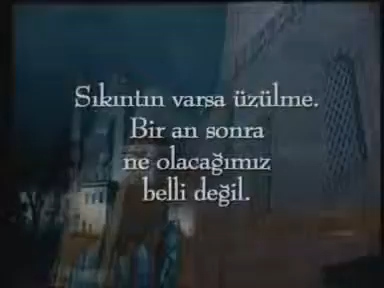 Sıkıntın varsa üzülme.
Bir an sonra
ne olacağımız
belli değil.